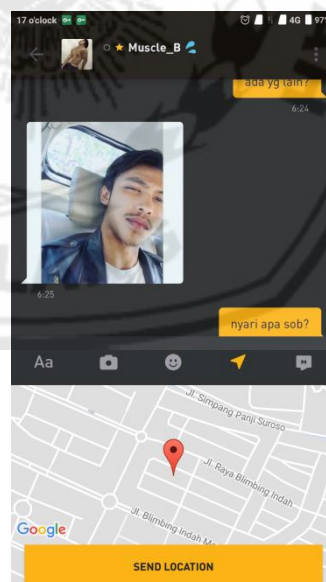 17 o'clock
4G 97%
Muscle_B
ada yg lain?
6:24
6:25
nyari apa sob?
Aa
Jl. Simpang Panji Suroso
Jl. Raya Blimbing Indah
Jl. Blimbing Indah M
Google
SEND LOCATION